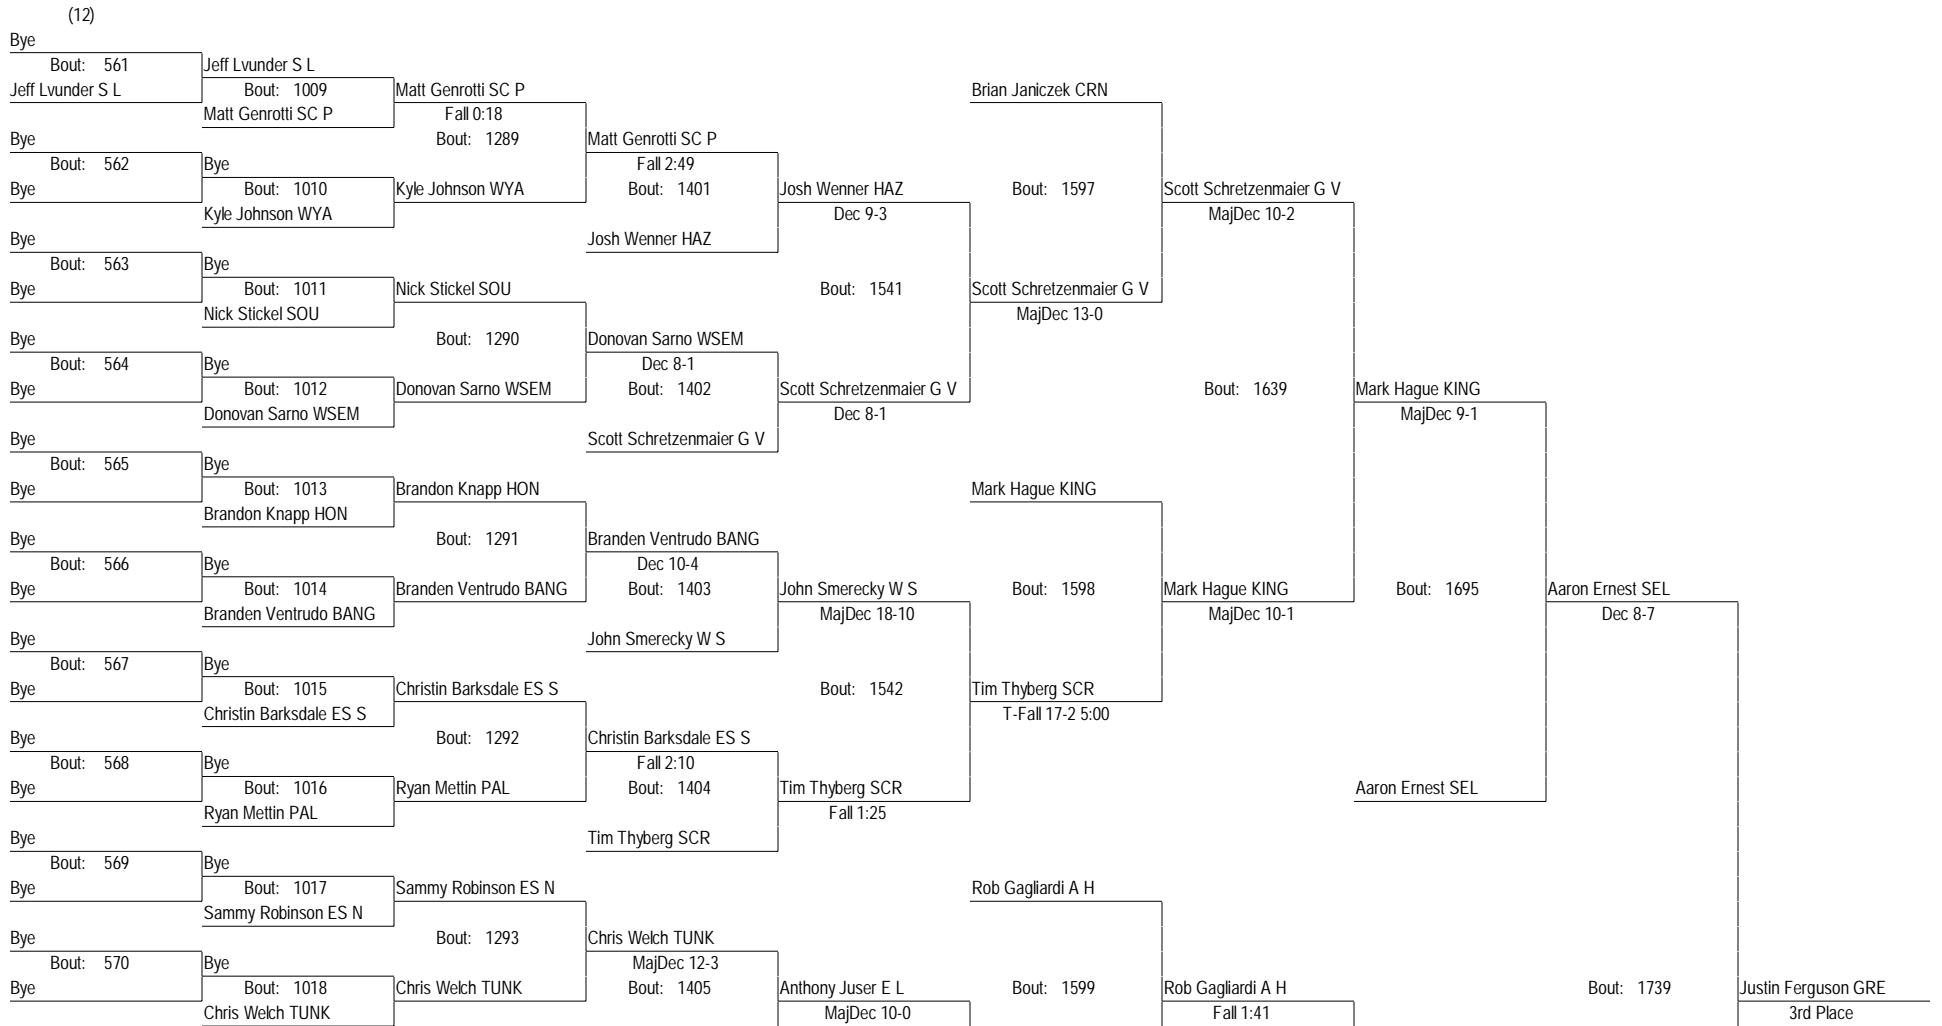 (12)
Bye
Bout: 561 Jeff Lvunder S L
Jeff Lvunder S L Bout: 1009 Matt Genrotti SC P Brian Janiczek CRN
Matt Genrotti SC P Fall 0:18
Bye Bout: 1289 Matt Genrotti SC P
Bout: 562 Bye Fall 2:49
Bye Bout: 1010 Kyle Johnson WYA Bout: 1401 Josh Wenner HAZ Bout: 1597 Scott Schretzenmaier G V
Kyle Johnson WYA Dec 9-3 MajDec 10-2
Bye Josh Wenner HAZ
Bout: 563 Bye
Bye Bout: 1011 Nick Stickel SOU Bout: 1541 Scott Schretzenmaier G V
Nick Stickel SOU MajDec 13-0
Bye Bout: 1290 Donovan Sarno WSEM
Bout: 564 Bye Dec 8-1
Bye Bout: 1012 Donovan Sarno WSEM Bout: 1402 Scott Schretzenmaier G V Bout: 1639 Mark Hague KING
Donovan Sarno WSEM Dec 8-1 MajDec 9-1
Bye Scott Schretzenmaier G V
Bout: 565 Bye
Bye Bout: 1013 Brandon Knapp HON Mark Hague KING
Brandon Knapp HON
Bye Bout: 1291 Branden Ventrudo BANG
Bout: 566 Bye Dec 10-4
Bye Bout: 1014 Branden Ventrudo BANG Bout: 1403 John Smerecky W S Bout: 1598 Mark Hague KING Bout: 1695 Aaron Ernest SEL
Branden Ventrudo BANG MajDec 18-10 MajDec 10-1 Dec 8-7
Bye John Smerecky W S
Bout: 567 Bye
Bye Bout: 1015 Christin Barksdale ES S Bout: 1542 Tim Thyberg SCR
Christin Barksdale ES S T-Fall 17-2 5:00
Bye Bout: 1292 Christin Barksdale ES S
Bout: 568 Bye Fall 2:10
Bye Bout: 1016 Ryan Mettin PAL Bout: 1404 Tim Thyberg SCR Aaron Ernest SEL
Ryan Mettin PAL Fall 1:25
Bye Tim Thyberg SCR
Bout: 569 Bye
Bye Bout: 1017 Sammy Robinson ES N Rob Gagliardi A H
Sammy Robinson ES N
Bye Bout: 1293 Chris Welch TUNK
Bout: 570 Bye MajDec 12-3
Bye Bout: 1018 Chris Welch TUNK Bout: 1405 Anthony Juser E L Bout: 1599 Rob Gagliardi A H Bout: 1739 Justin Ferguson GRE
Chris Welch TUNK MajDec 10-0 Fall 1:41 3rd Place